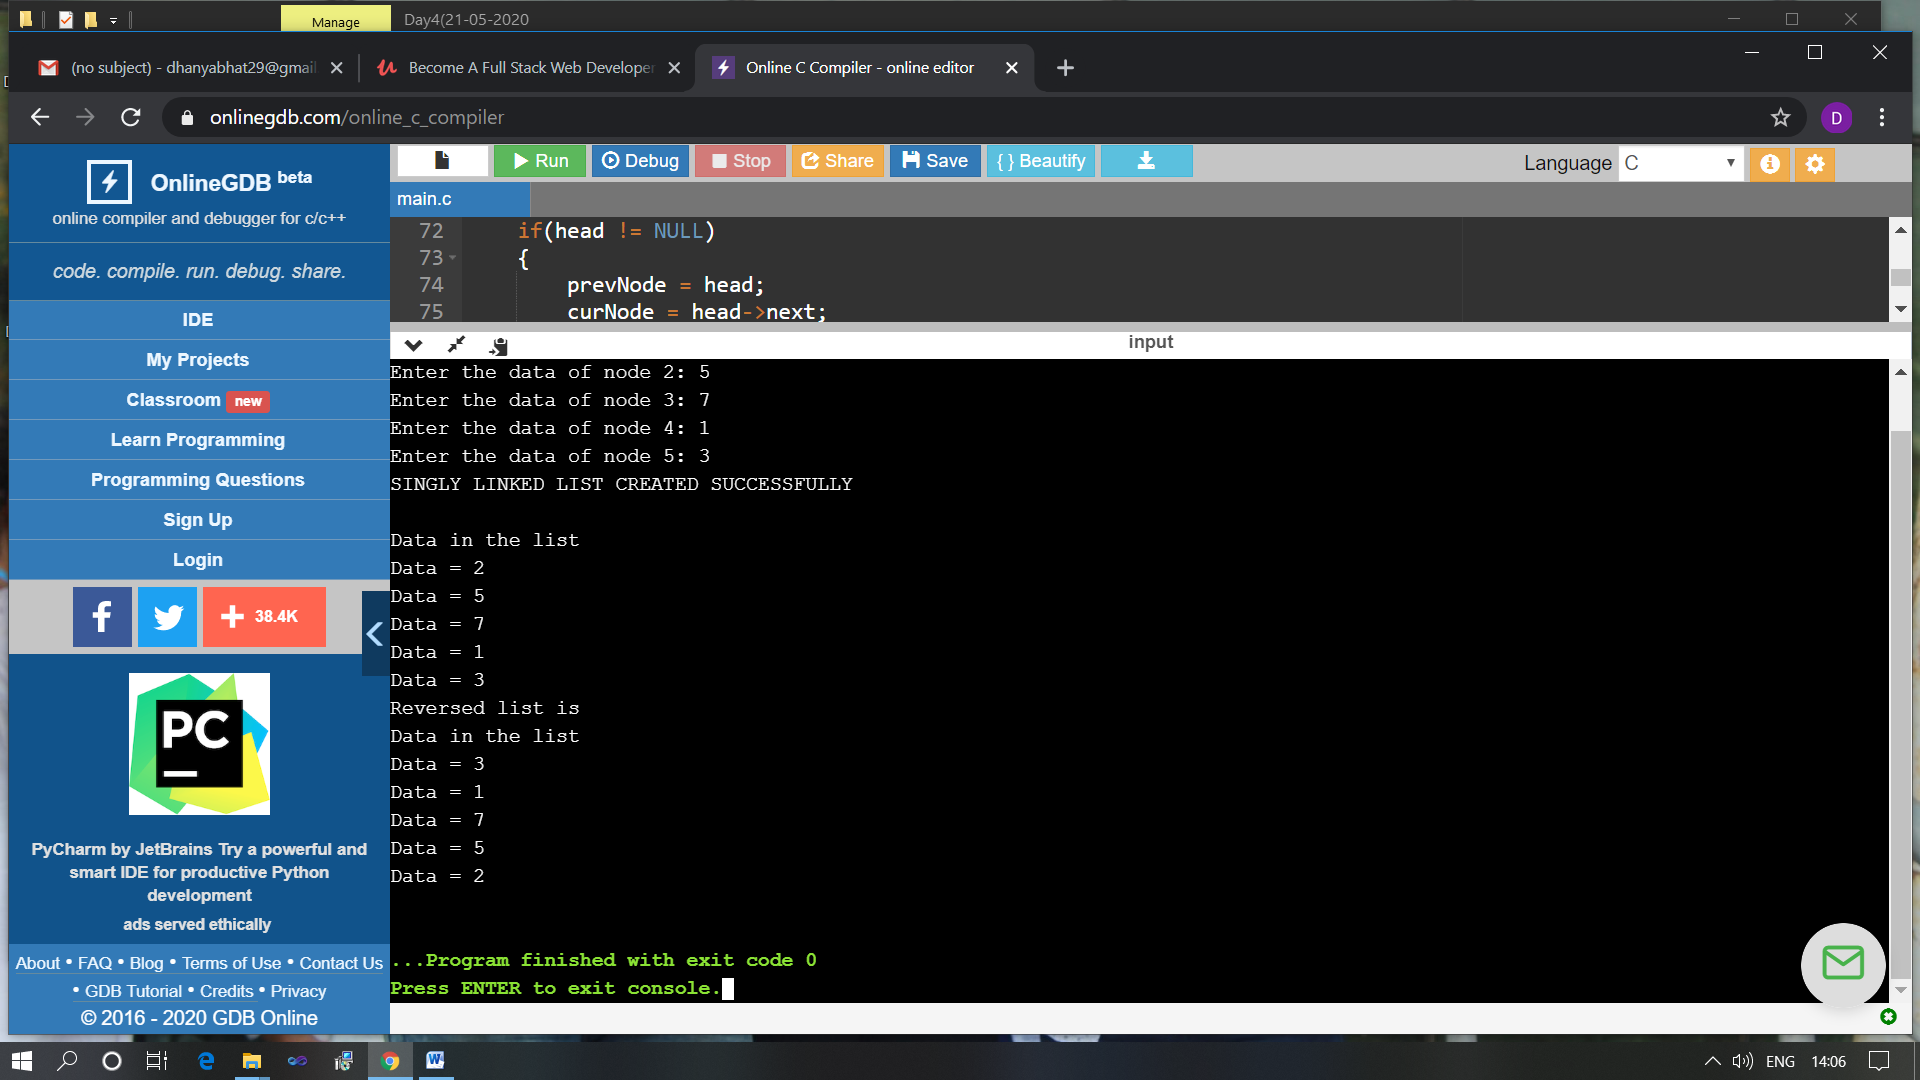 Manage
Day4(21-05-2020
(no subject) - dhanyabhat29@gmail
Become A Full Stack Web Developer
Online C Compiler - online editor
onlinegdb.com/online_c_compiler
D
OnlineGDB beta
online compiler and debugger for c/c++
code. compile. run. debug. share.
IDE
My Projects
Classroom new
Learn Programming
Programming Questions
Sign Up
Login
38.4K
PC
PyCharm by JetBrains Try a powerful and
smart IDE for productive Python
development
ads served ethically
About • FAQ • Blog • Terms of Use • Contact Us
• GDB Tutorial • Credits • Privacy
© 2016 - 2020 GDB Online
Run Debug Stop Share Save { } Beautify
Language C
main.c
72 if(head != NULL)
73 {
74 prevNode = head;
75 curNode = head->next;
input
Enter the data of node 2: 5
Enter the data of node 3: 7
Enter the data of node 4: 1
Enter the data of node 5: 3
SINGLY LINKED LIST CREATED SUCCESSFULLY
Data in the list
Data = 2
Data = 5
Data = 7
Data = 1
Data = 3
Reversed list is
Data in the list
Data = 3
Data = 1
Data = 7
Data = 5
Data = 2
...Program finished with exit code 0
Press ENTER to exit console.
ENG 14:06